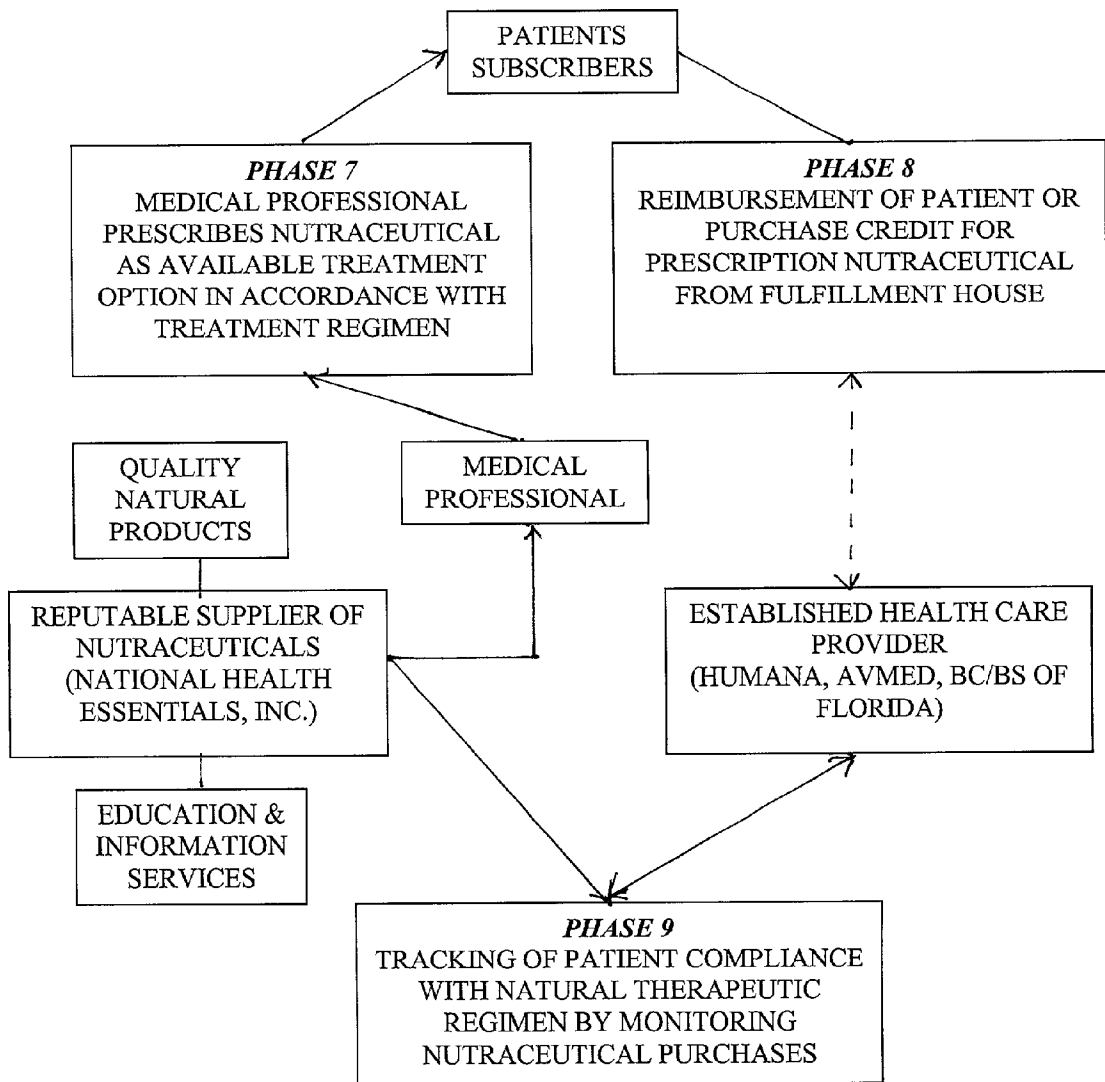 PATIENTS
SUBSCRIBERS
PHASE 7
MEDICAL PROFESSIONAL
PRESCRIBES NUTRACEUTICAL
AS AVAILABLE TREATMENT
OPTION IN ACCORDANCE WITH
TREATMENT REGIMEN
PHASE 8
REIMBURSEMENT OF PATIENT OR
PURCHASE CREDIT FOR
PRESCRIPTION NUTRACEUTICAL
FROM FULFILLMENT HOUSE
QUALITY
NATURAL
PRODUCTS
MEDICAL
PROFESSIONAL
REPUTABLE SUPPLIER OF
NUTRACEUTICALS
(NATIONAL HEALTH
ESSENTIALS, INC.)
ESTABLISHED HEALTH CARE
PROVIDER
(HUMANA, AVMED, BC/BS OF
FLORIDA)
EDUCATION &
INFORMATION
SERVICES
PHASE 9
TRACKING OF PATIENT COMPLIANCE
WITH NATURAL THERAPEUTIC
REGIMEN BY MONITORING
NUTRACEUTICAL PURCHASES